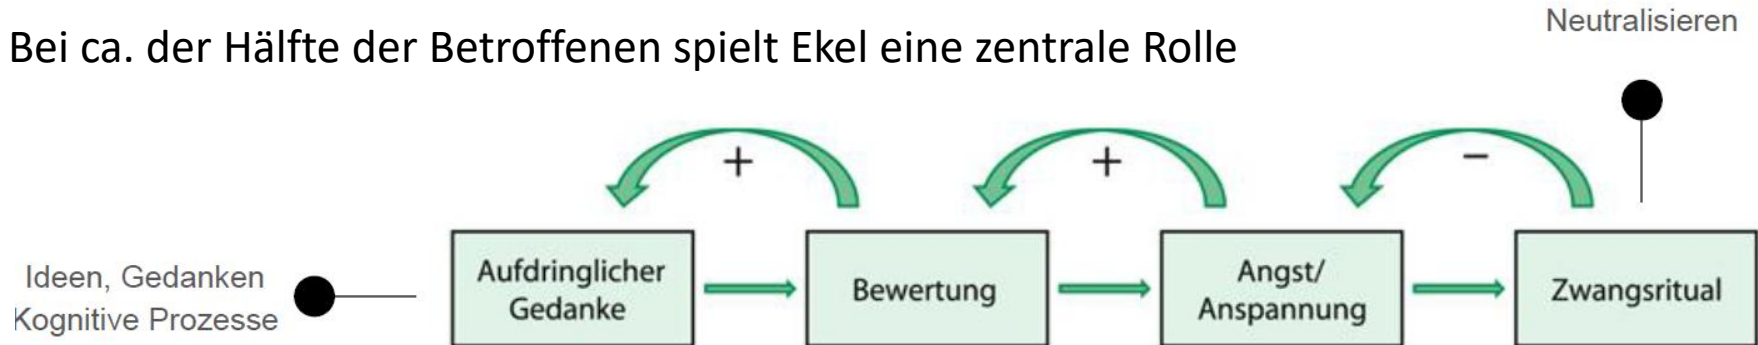 Neutralisieren
Bei ca. der Hälfte der Betroffenen spielt Ekel eine zentrale Rolle
+
+
−
Ideen, Gedanken
Kognitive Prozesse
Aufdringlicher
Gedanke
Bewertung
Angst/
Anspannung
Zwangsritual